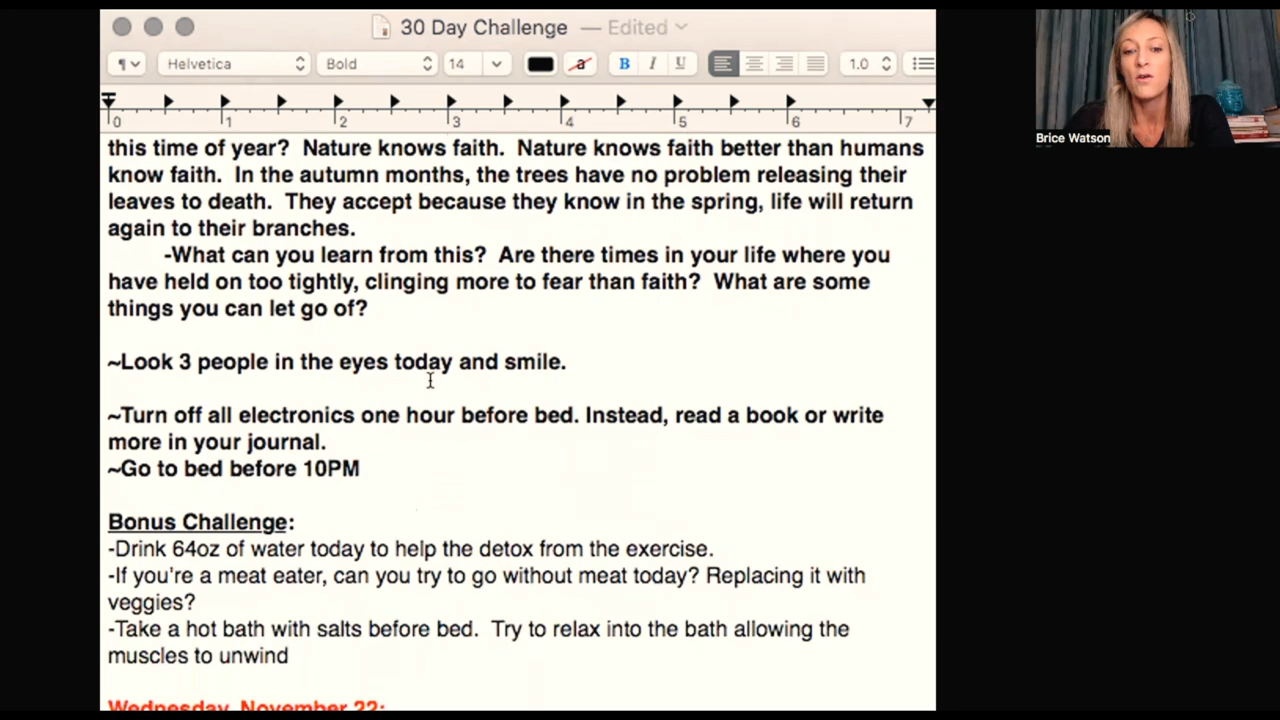 30 Day Challenge — Edited
¶ Helvetica Bold 14 a B I U 1.0
0 1 2 3 4 5 6 7
this time of year?  Nature knows faith.  Nature knows faith better than humans
know faith.  In the autumn months, the trees have no problem releasing their
leaves to death.  They accept because they know in the spring, life will return
again to their branches.
-What can you learn from this?  Are there times in your life where you
have held on too tightly, clinging more to fear than faith?  What are some
things you can let go of?
~Look 3 people in the eyes today and smile.
~Turn off all electronics one hour before bed. Instead, read a book or write
more in your journal.
~Go to bed before 10PM
Bonus Challenge:
-Drink 64oz of water today to help the detox from the exercise.
-If you're a meat eater, can you try to go without meat today? Replacing it with
veggies?
-Take a hot bath with salts before bed.  Try to relax into the bath allowing the
muscles to unwind
Wednesday, November 22:
Brice Watson